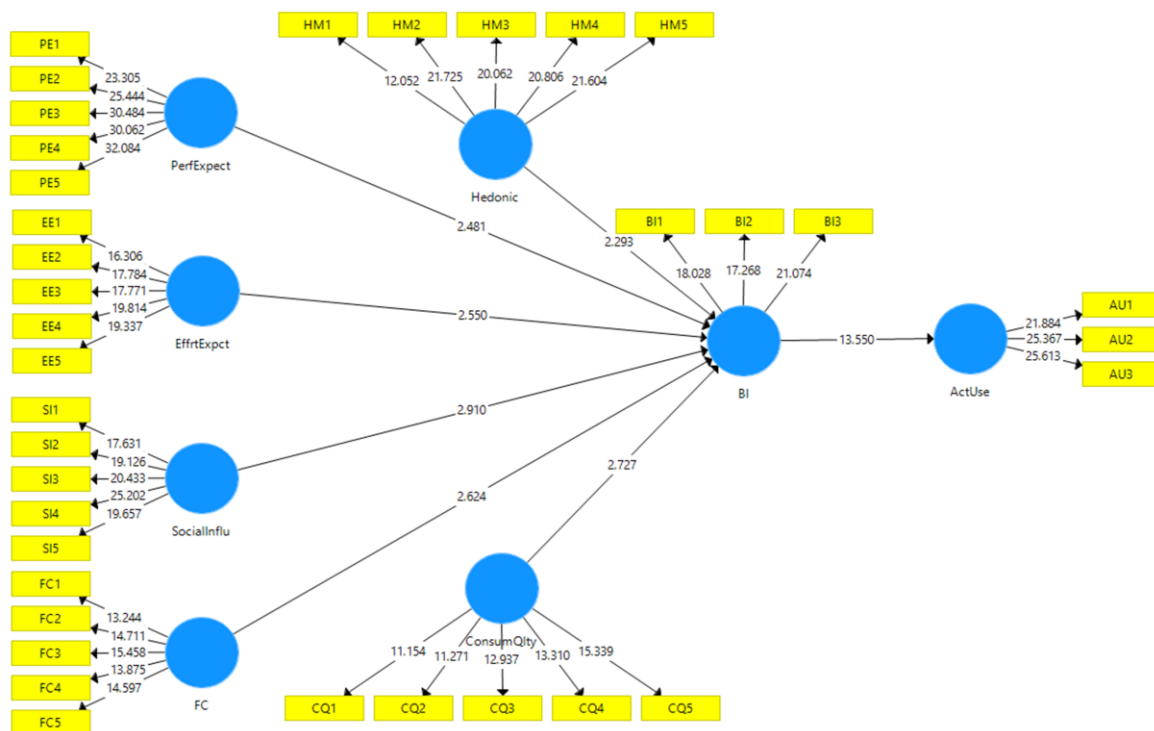 HM1
HM2
HM3
HM4
HM5
12.052
21.725
20.062
20.806
21.604
Hedonic
PE1
PE2
PE3
PE4
PE5
23.305
25.444
30.484
30.062
32.084
PerfExpect
2.481
2.293
EE1
EE2
EE3
EE4
EE5
16.306
17.784
17.771
19.814
19.337
EffrtExpct
2.550
BI1
BI2
BI3
18.028
17.268
21.074
BI
13.550
ActUse
21.884
25.367
25.613
AU1
AU2
AU3
SI1
SI2
SI3
SI4
SI5
17.631
19.126
20.433
25.202
19.657
SocialInflu
2.910
2.624
2.727
FC1
FC2
FC3
FC4
FC5
13.244
14.711
15.458
13.875
14.597
FC
ConsumQlty
11.154
11.271
12.937
13.310
15.339
CQ1
CQ2
CQ3
CQ4
CQ5